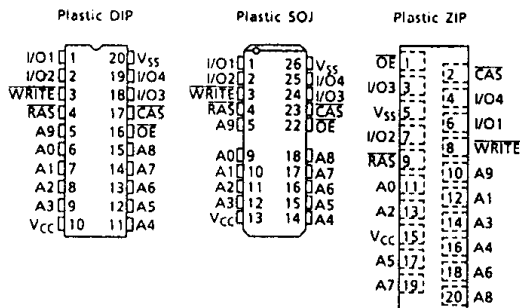 Plastic DIP
I/O1 1 20 VSS
I/O2 2 19 I/O4
WRITE 3 18 I/O3
RAS 4 17 CAS
A9 5 16 OE
A0 6 15 A8
A1 7 14 A7
A2 8 13 A6
A3 9 12 A5
VCC 10 11 A4
Plastic SOJ
I/O1 1 26 VSS
I/O2 2 25 I/O4
WRITE 3 24 I/O3
RAS 4 23 CAS
A9 5 22 OE
A0 9 18 A8
A1 10 17 A7
A2 11 16 A6
A3 12 15 A5
VCC 13 14 A4
Plastic ZIP
OE 1
2 CAS
I/O3 3
4 I/O4
VSS 5
6 I/O1
I/O2 7
8 WRITE
RAS 9
10 A9
A0 11
12 A1
A2 13
14 A3
VCC 15
16 A4
A5 17
18 A6
A7 19
20 A8